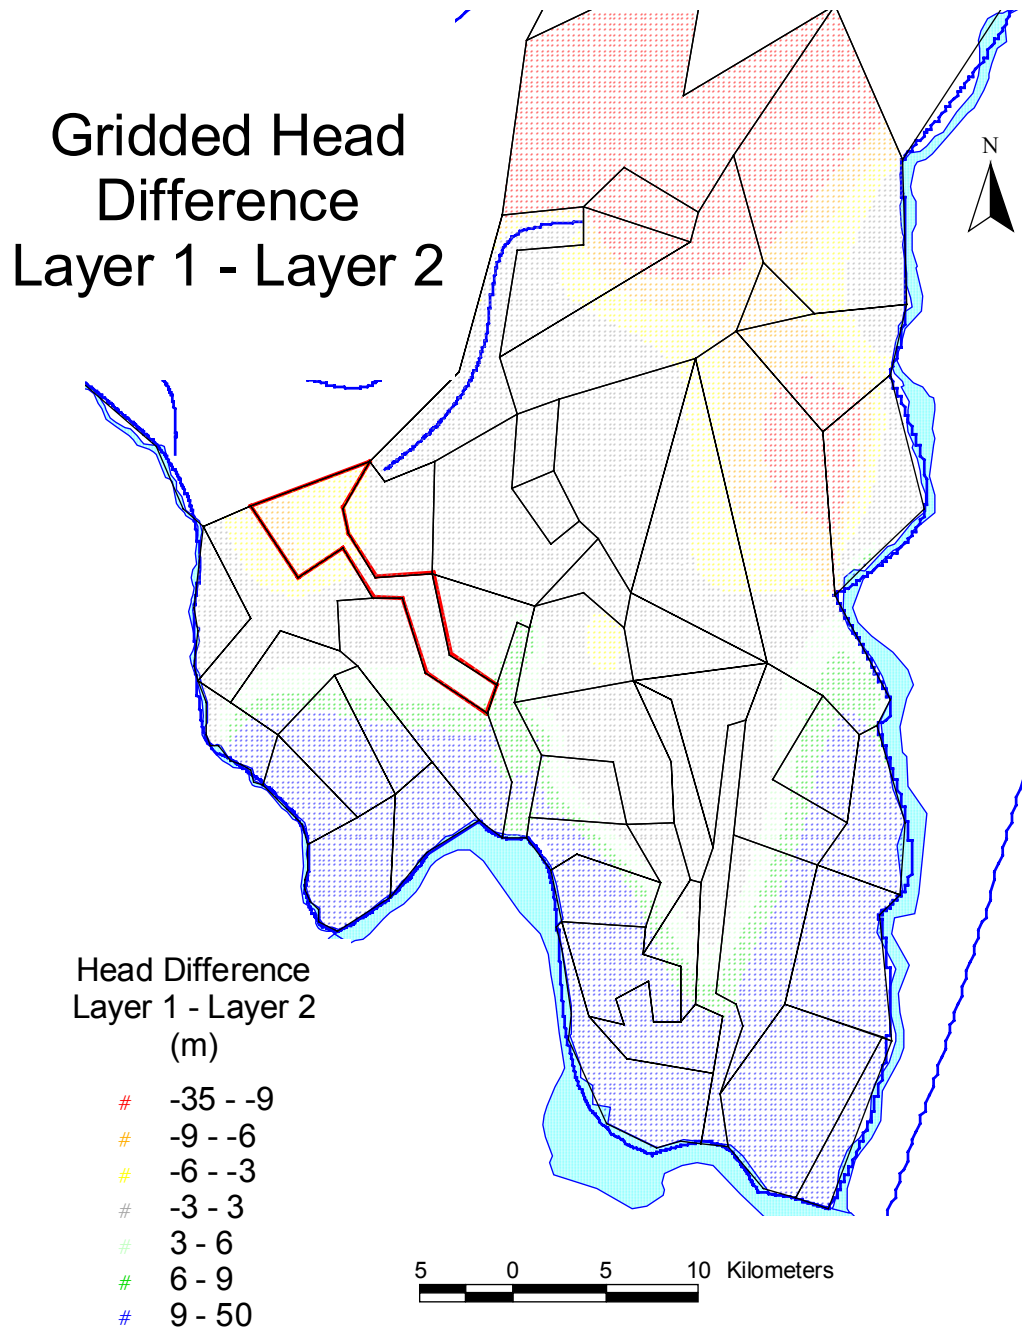 Gridded Head
Difference
Layer 1 - Layer 2
N
Head Difference
Layer 1 - Layer 2
(m)
# -35 - -9
# -9 - -6
# -6 - -3
# -3 - 3
# 3 - 6
# 6 - 9
# 9 - 50
5 0 5 10 Kilometers